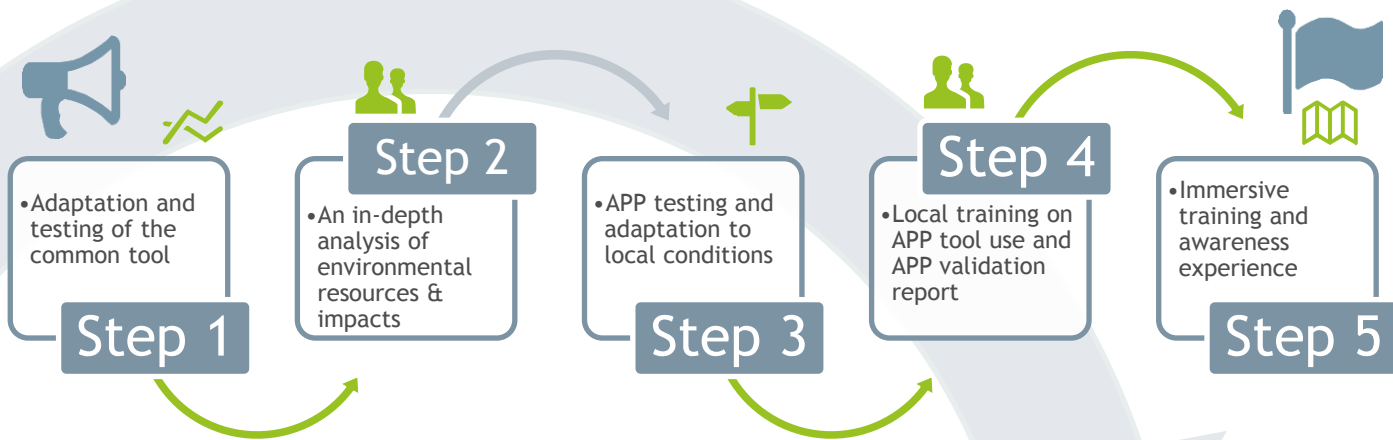 •Adaptation and
testing of the
common tool
Step 1
Step 2
•An in-depth
analysis of
environmental
resources &
impacts
•APP testing and
adaptation to
local conditions
Step 3
Step 4
•Local training on
APP tool use and
APP validation
report
•Immersive
training and
awareness
experience
Step 5